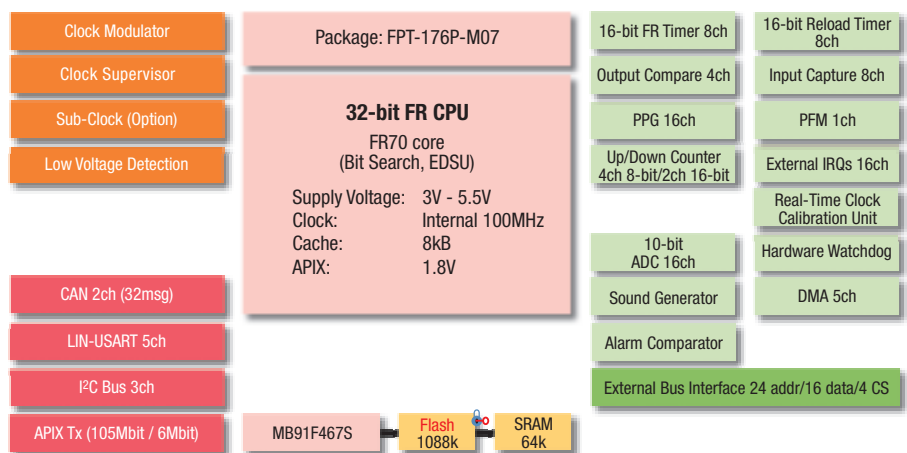 Clock Modulator
Clock Supervisor
Sub-Clock (Option)
Low Voltage Detection
CAN 2ch (32msg)
LIN-USART 5ch
I²C Bus 3ch
APIX Tx (105Mbit / 6Mbit)
Package: FPT-176P-M07
32-bit FR CPU
FR70 core
(Bit Search, EDSU)
Supply Voltage: 3V - 5.5V
Clock: Internal 100MHz
Cache: 8kB
APIX: 1.8V
MB91F467S
Flash
1088k
SRAM
64k
16-bit FR Timer 8ch
Output Compare 4ch
PPG 16ch
Up/Down Counter
4ch 8-bit/2ch 16-bit
10-bit
ADC 16ch
Sound Generator
Alarm Comparator
16-bit Reload Timer
8ch
Input Capture 8ch
PFM 1ch
External IRQs 16ch
Real-Time Clock
Calibration Unit
Hardware Watchdog
DMA 5ch
External Bus Interface 24 addr/16 data/4 CS